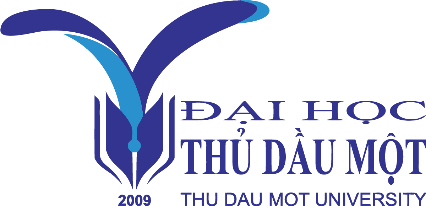 ĐẠI HỌC
THỦ DẦU MỘT
2009
THU DAU MOT UNIVERSITY